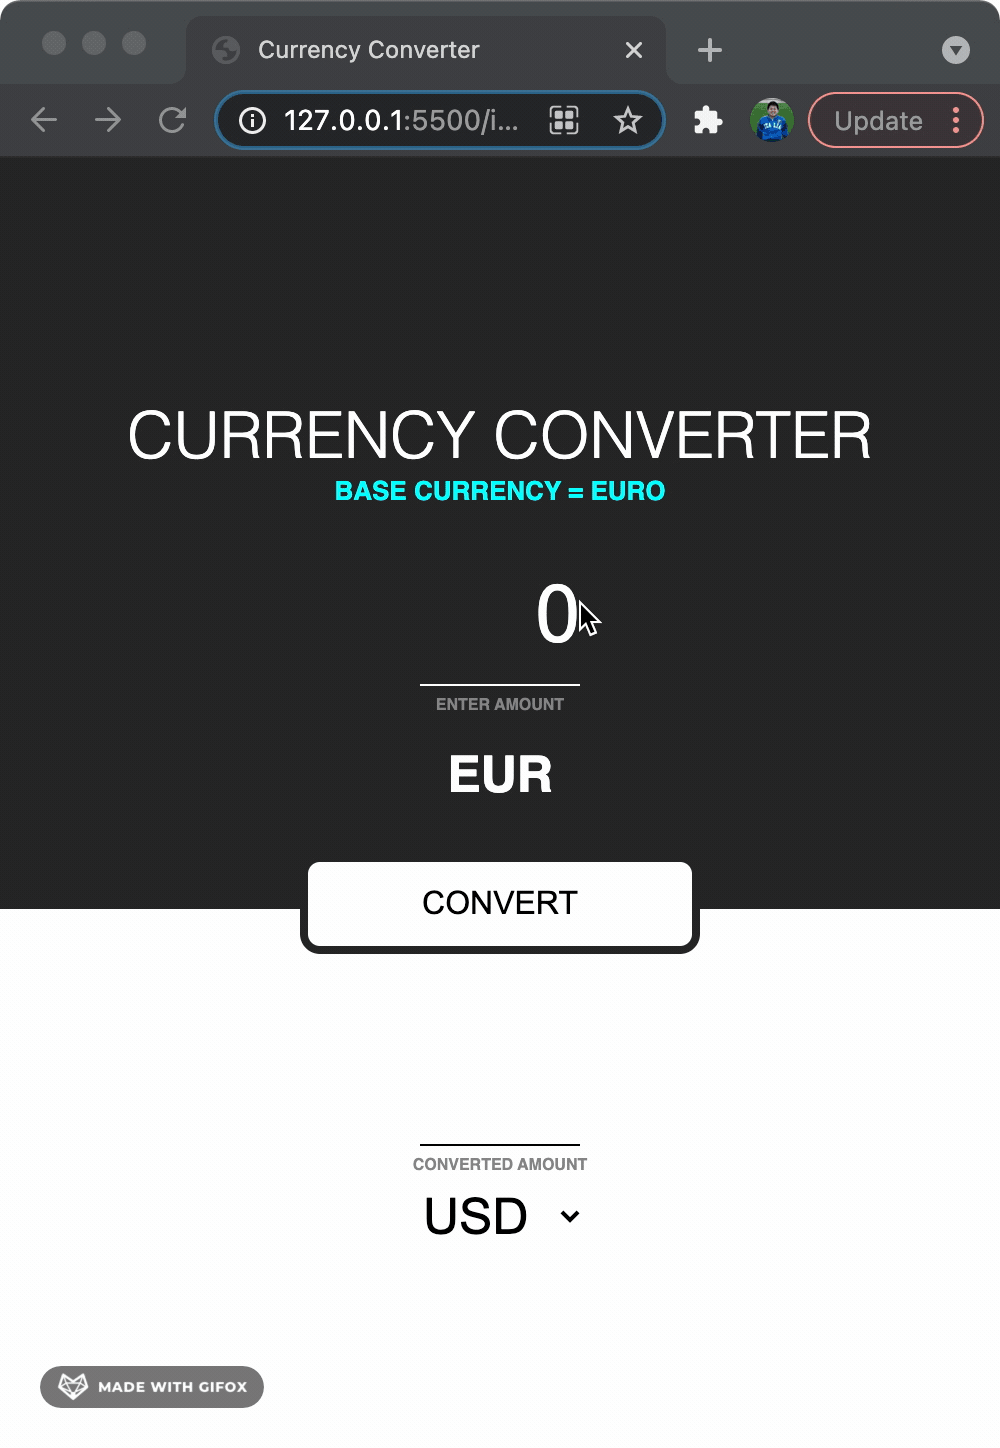 Currency Converter
127.0.0.1:5500/i...
Update
CURRENCY CONVERTER
BASE CURRENCY = EURO
0
ENTER AMOUNT
EUR
CONVERT
CONVERTED AMOUNT
USD
MADE WITH GIFOX